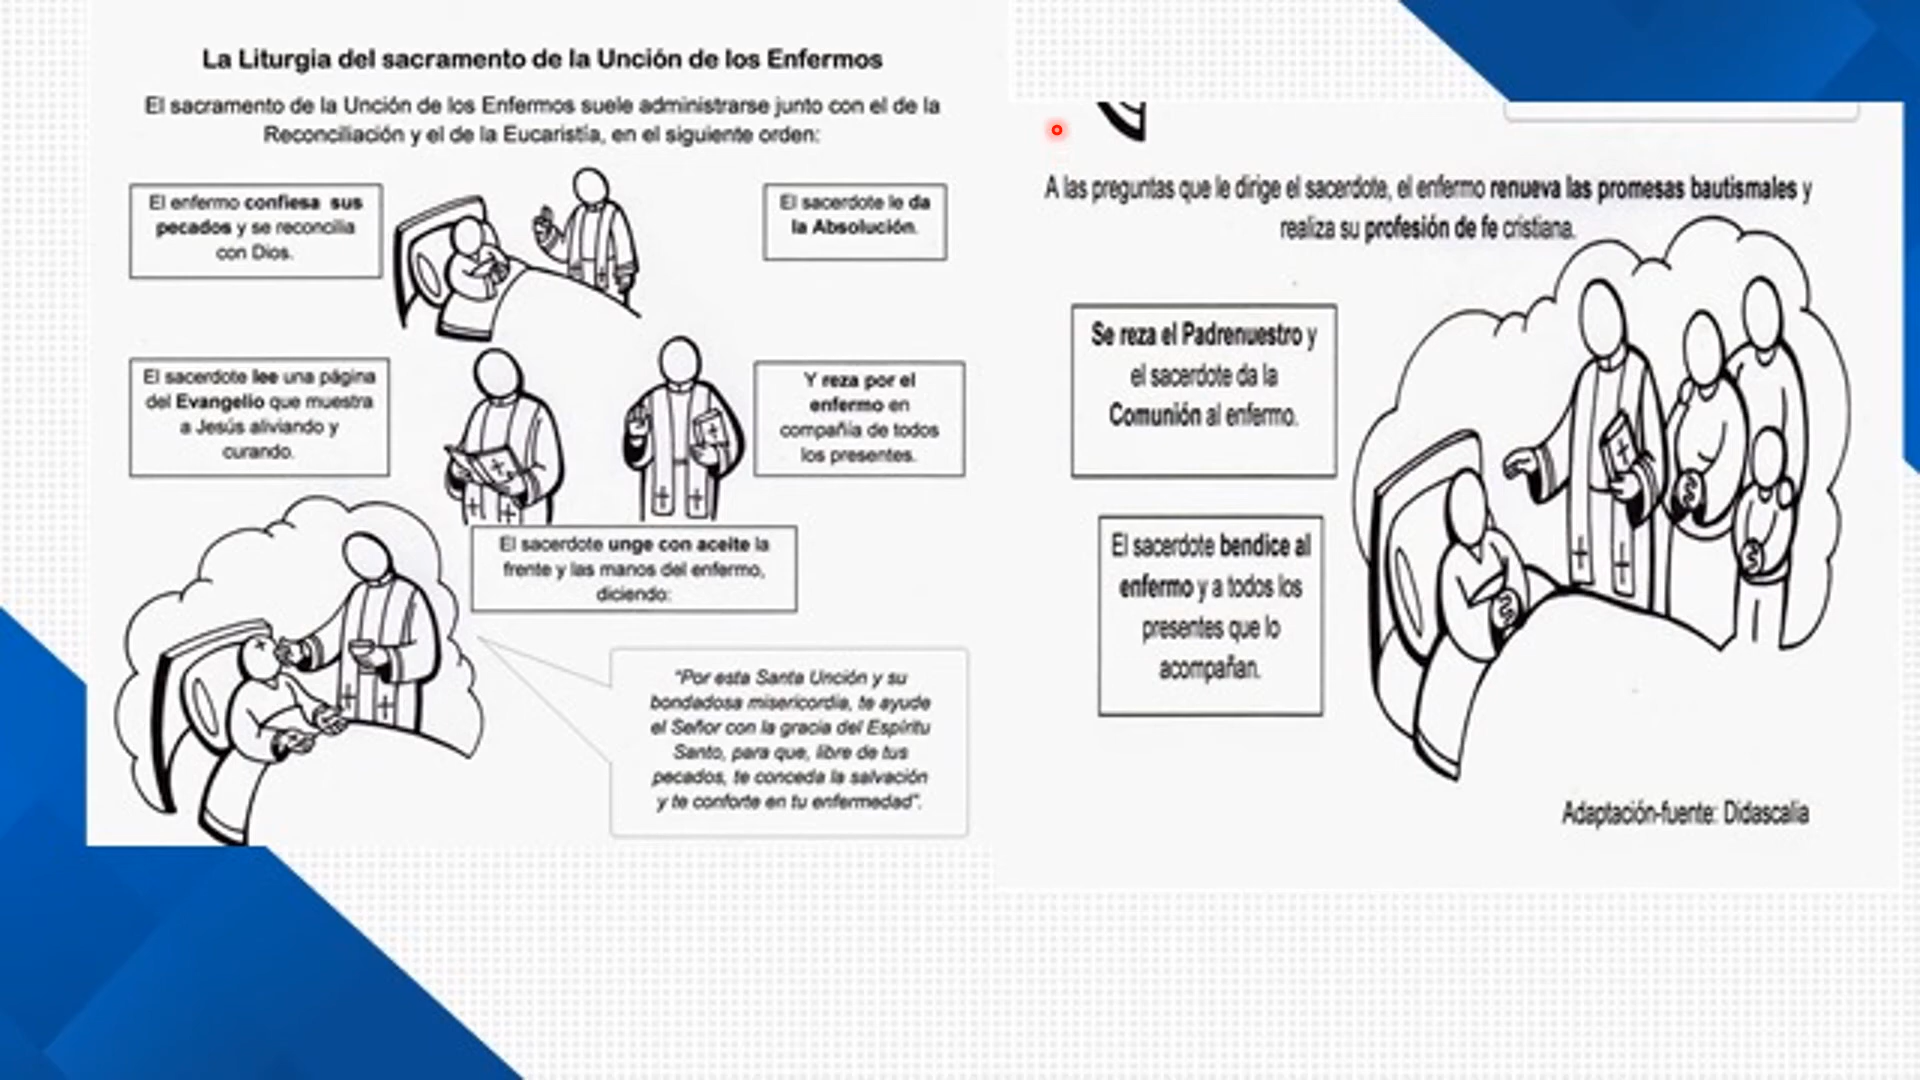 La Liturgia del sacramento de la Unción de los Enfermos
El sacramento de la Unción de los Enfermos suele administrarse junto con el de la
Reconciliación y el de la Eucaristía, en el siguiente orden:
El enfermo confiesa sus
pecados y se reconcilia
con Dios.
El sacerdote le da
la Absolución.
El sacerdote lee una página
del Evangelio que muestra
a Jesús aliviando y
curando.
Y reza por el
enfermo en
compañía de todos
los presentes.
El sacerdote unge con aceite la
frente y las manos del enfermo,
diciendo:
"Por esta Santa Unción y su
bondadosa misericordia, te ayude
el Señor con la gracia del Espíritu
Santo, para que, libre de tus
pecados, te conceda la salvación
y te conforte en tu enfermedad".
A las preguntas que le dirige el sacerdote, el enfermo renueva las promesas bautismales y
realiza su profesión de fe cristiana.
Se reza el Padrenuestro y
el sacerdote da la
Comunión al enfermo.
El sacerdote bendice al
enfermo y a todos los
presentes que lo
acompañan.
Adaptación-fuente: Didascalia